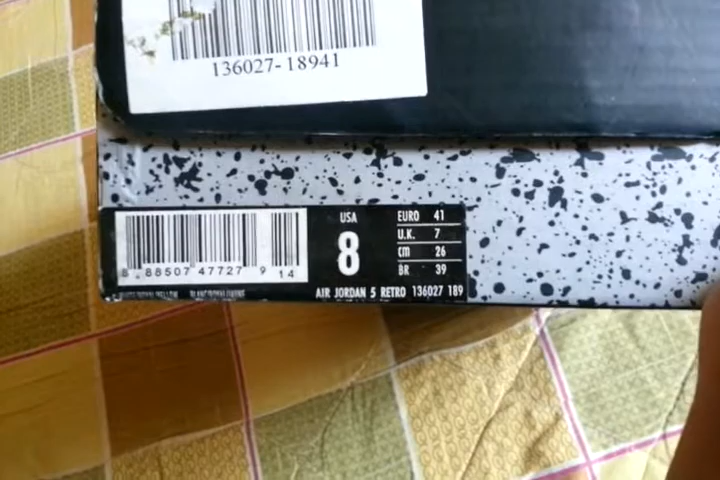 136027-18941
8 88507 47727 9 14
USA
8
EURO 41
U.K. 7
CM 26
BR 39
AIR JORDAN 5 RETRO 136027 189